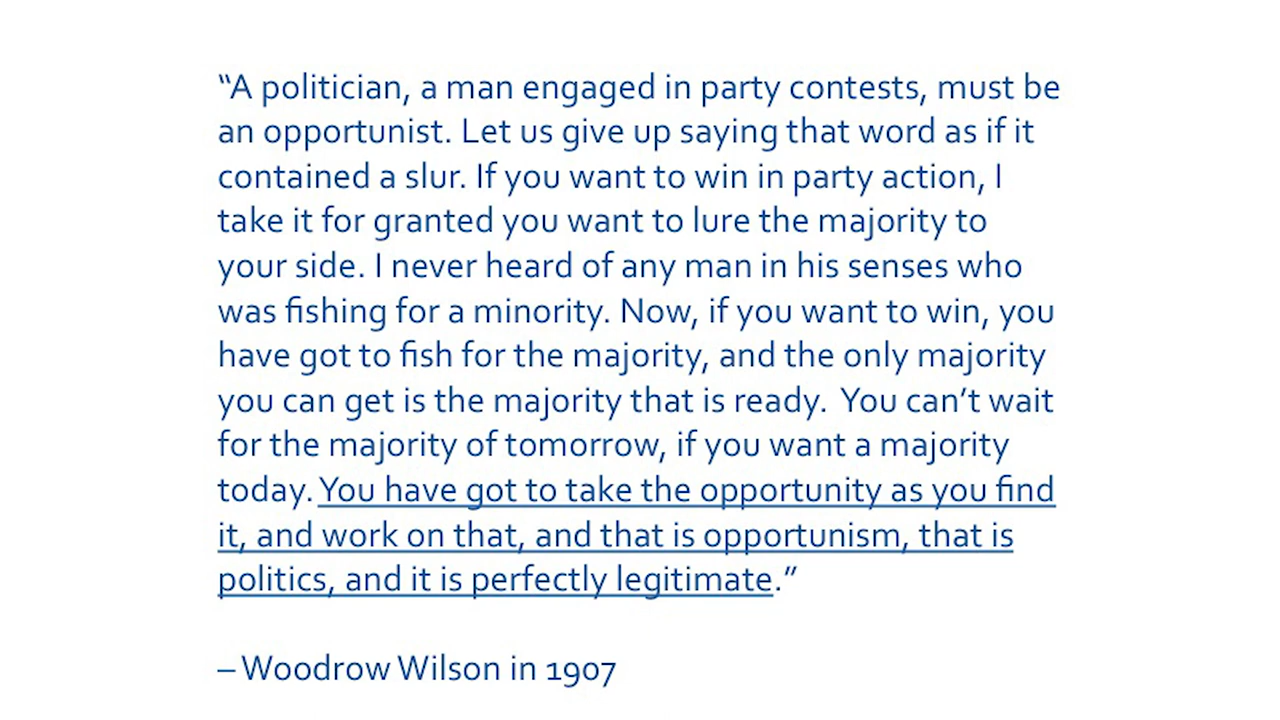 “A politician, a man engaged in party contests, must be
an opportunist. Let us give up saying that word as if it
contained a slur. If you want to win in party action, I
take it for granted you want to lure the majority to
your side. I never heard of any man in his senses who
was fishing for a minority. Now, if you want to win, you
have got to fish for the majority, and the only majority
you can get is the majority that is ready.  You can’t wait
for the majority of tomorrow, if you want a majority
today. You have got to take the opportunity as you find
it, and work on that, and that is opportunism, that is
politics, and it is perfectly legitimate.”
– Woodrow Wilson in 1907